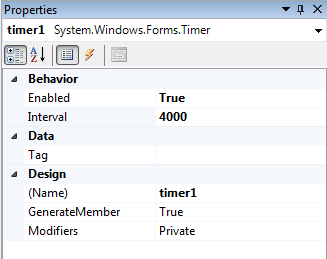 Properties
timer1 System.Windows.Forms.Timer
Behavior
Enabled True
Interval 4000
Data
Tag
Design
(Name) timer1
GenerateMember True
Modifiers Private